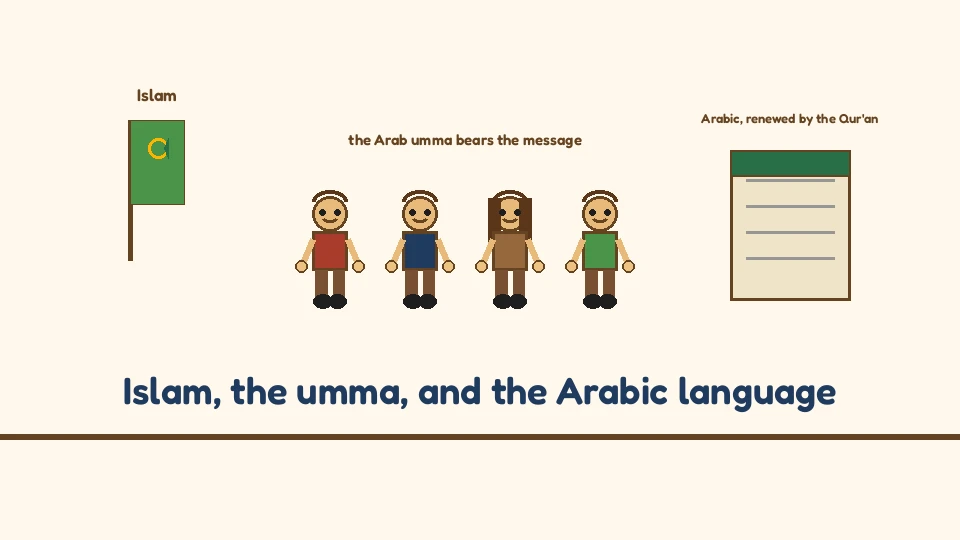 Islam
Arabic, renewed by the Qur'an
the Arab umma bears the message
Islam, the umma, and the Arabic language